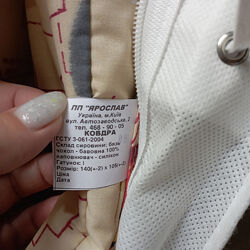 ПП "ЯРОСЛАВ"
Україна, м.Київ
вул. Автозаводська 2
тел. 468 - 90 - 05
КОВДРА
ГСТУ 3-061-2004
Склад сировини: базь
чохол - бавовна 100%
наповнювач - силікон
Гатунок: I
Розмір: 140(+-2) x 105(+-2)
Ціна
Дата